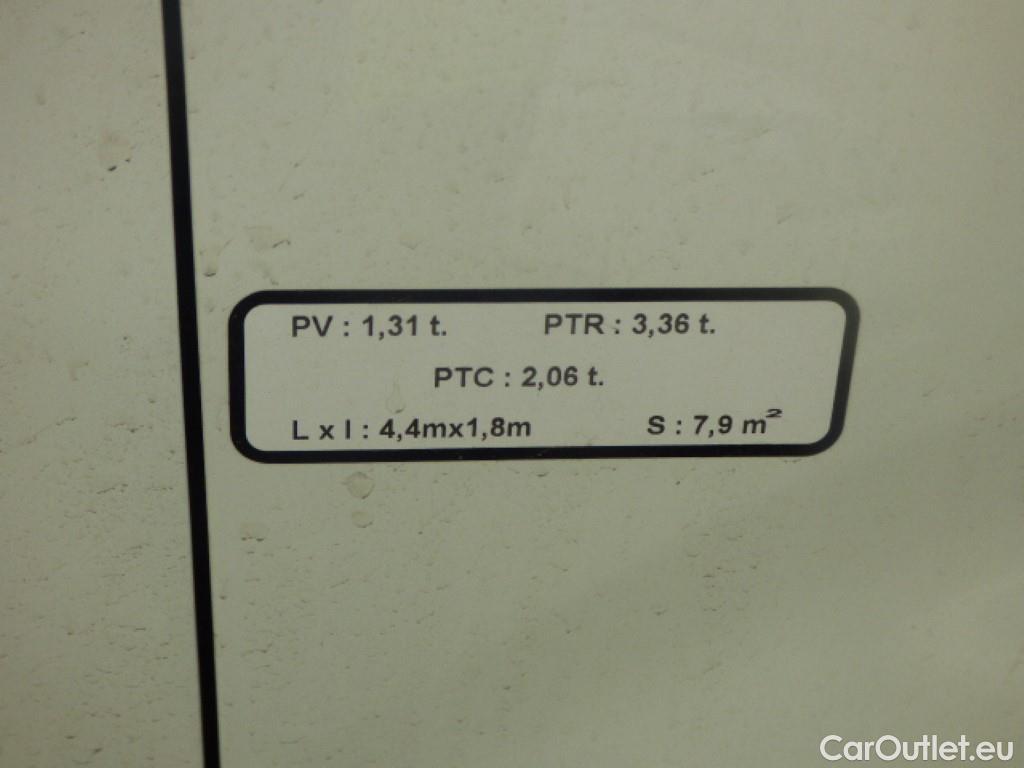 PV : 1,31 t. PTR : 3,36 t.
PTC : 2,06 t.
L x l : 4,4mx1,8m S : 7,9 m²
CarOutlet.eu